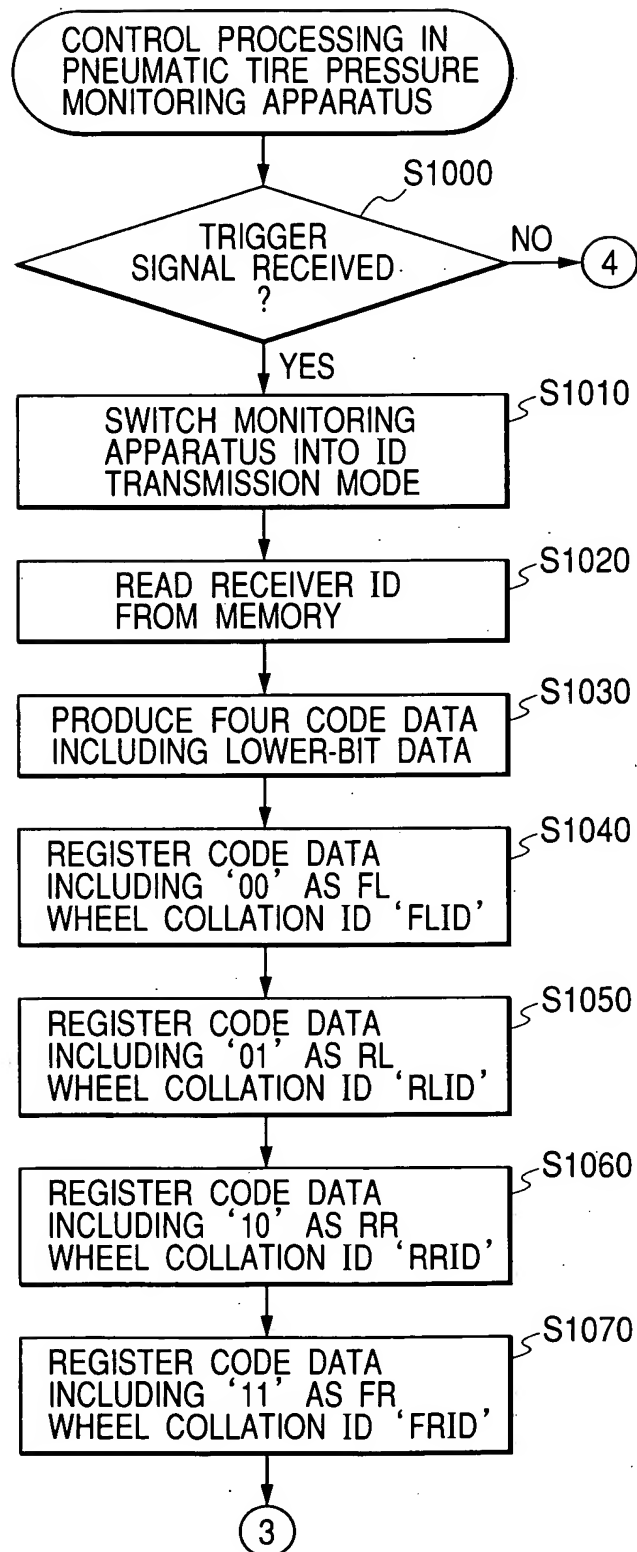 CONTROL PROCESSING IN
PNEUMATIC TIRE PRESSURE
MONITORING APPARATUS
S1000
TRIGGER
SIGNAL RECEIVED
?
NO
4
YES
S1010
SWITCH MONITORING
APPARATUS INTO ID
TRANSMISSION MODE
S1020
READ RECEIVER ID
FROM MEMORY
S1030
PRODUCE FOUR CODE DATA
INCLUDING LOWER-BIT DATA
S1040
REGISTER CODE DATA
INCLUDING ‘00’ AS FL
WHEEL COLLATION ID ‘FLID’
S1050
REGISTER CODE DATA
INCLUDING ‘01’ AS RL
WHEEL COLLATION ID ‘RLID’
S1060
REGISTER CODE DATA
INCLUDING ‘10’ AS RR
WHEEL COLLATION ID ‘RRID’
S1070
REGISTER CODE DATA
INCLUDING ‘11’ AS FR
WHEEL COLLATION ID ‘FRID’
3